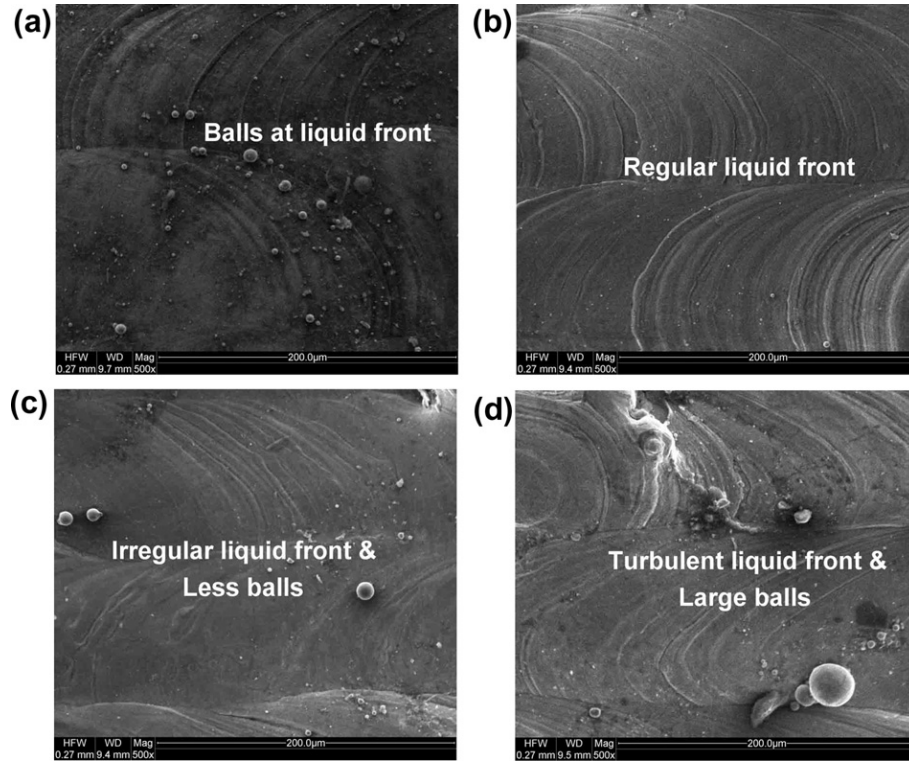 (a)
Balls at liquid front
HFW WD Mag
0.27 mm 9.7 mm 500x
200.0µm
(b)
Regular liquid front
HFW WD Mag
0.27 mm 9.4 mm 500x
200.0µm
(c)
Irregular liquid front &
Less balls
HFW WD Mag
0.27 mm 9.4 mm 500x
200.0µm
(d)
Turbulent liquid front &
Large balls
HFW WD Mag
0.27 mm 9.5 mm 500x
200.0µm